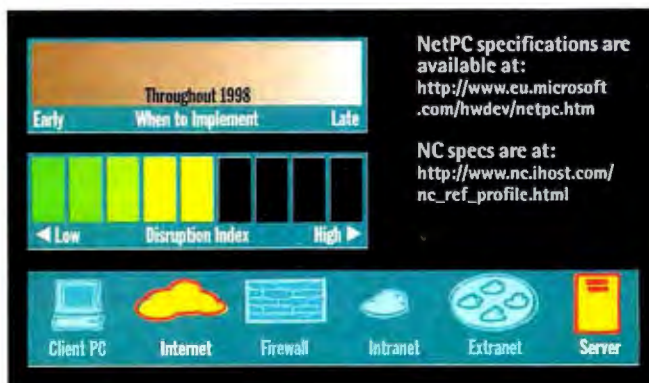 Throughout 1998
Early When to Implement Late
◄ Low Disruption Index High ►
NetPC specifications are
available at:
http://www.eu.microsoft
.com/hwdev/netpc.htm
NC specs are at:
http://www.nc.ihost.com/
nc_ref_profile.html
Client PC Internet Firewall Intranet Extranet Server